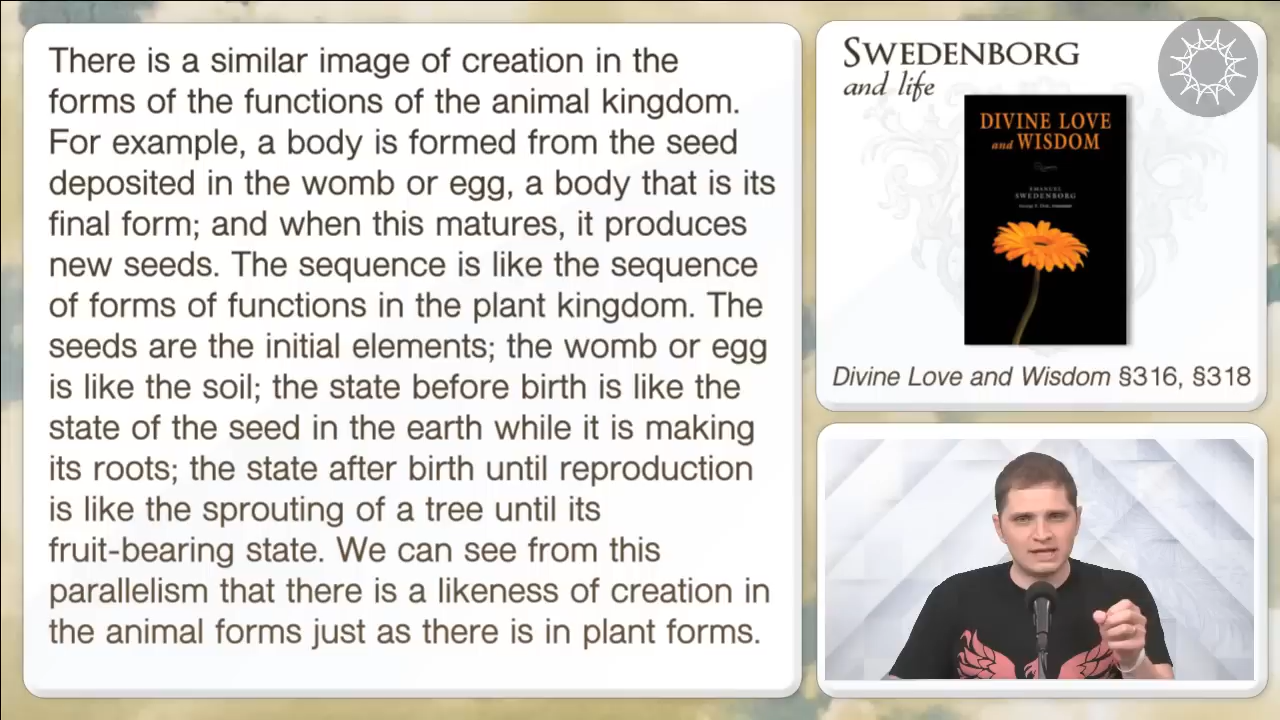 There is a similar image of creation in the
forms of the functions of the animal kingdom.
For example, a body is formed from the seed
deposited in the womb or egg, a body that is its
final form; and when this matures, it produces
new seeds. The sequence is like the sequence
of forms of functions in the plant kingdom. The
seeds are the initial elements; the womb or egg
is like the soil; the state before birth is like the
state of the seed in the earth while it is making
its roots; the state after birth until reproduction
is like the sprouting of a tree until its
fruit-bearing state. We can see from this
parallelism that there is a likeness of creation in
the animal forms just as there is in plant forms.
SWEDENBORG
and life
DIVINE LOVE
and WISDOM
EMANUEL
SWEDENBORG
Divine Love and Wisdom §316, §318